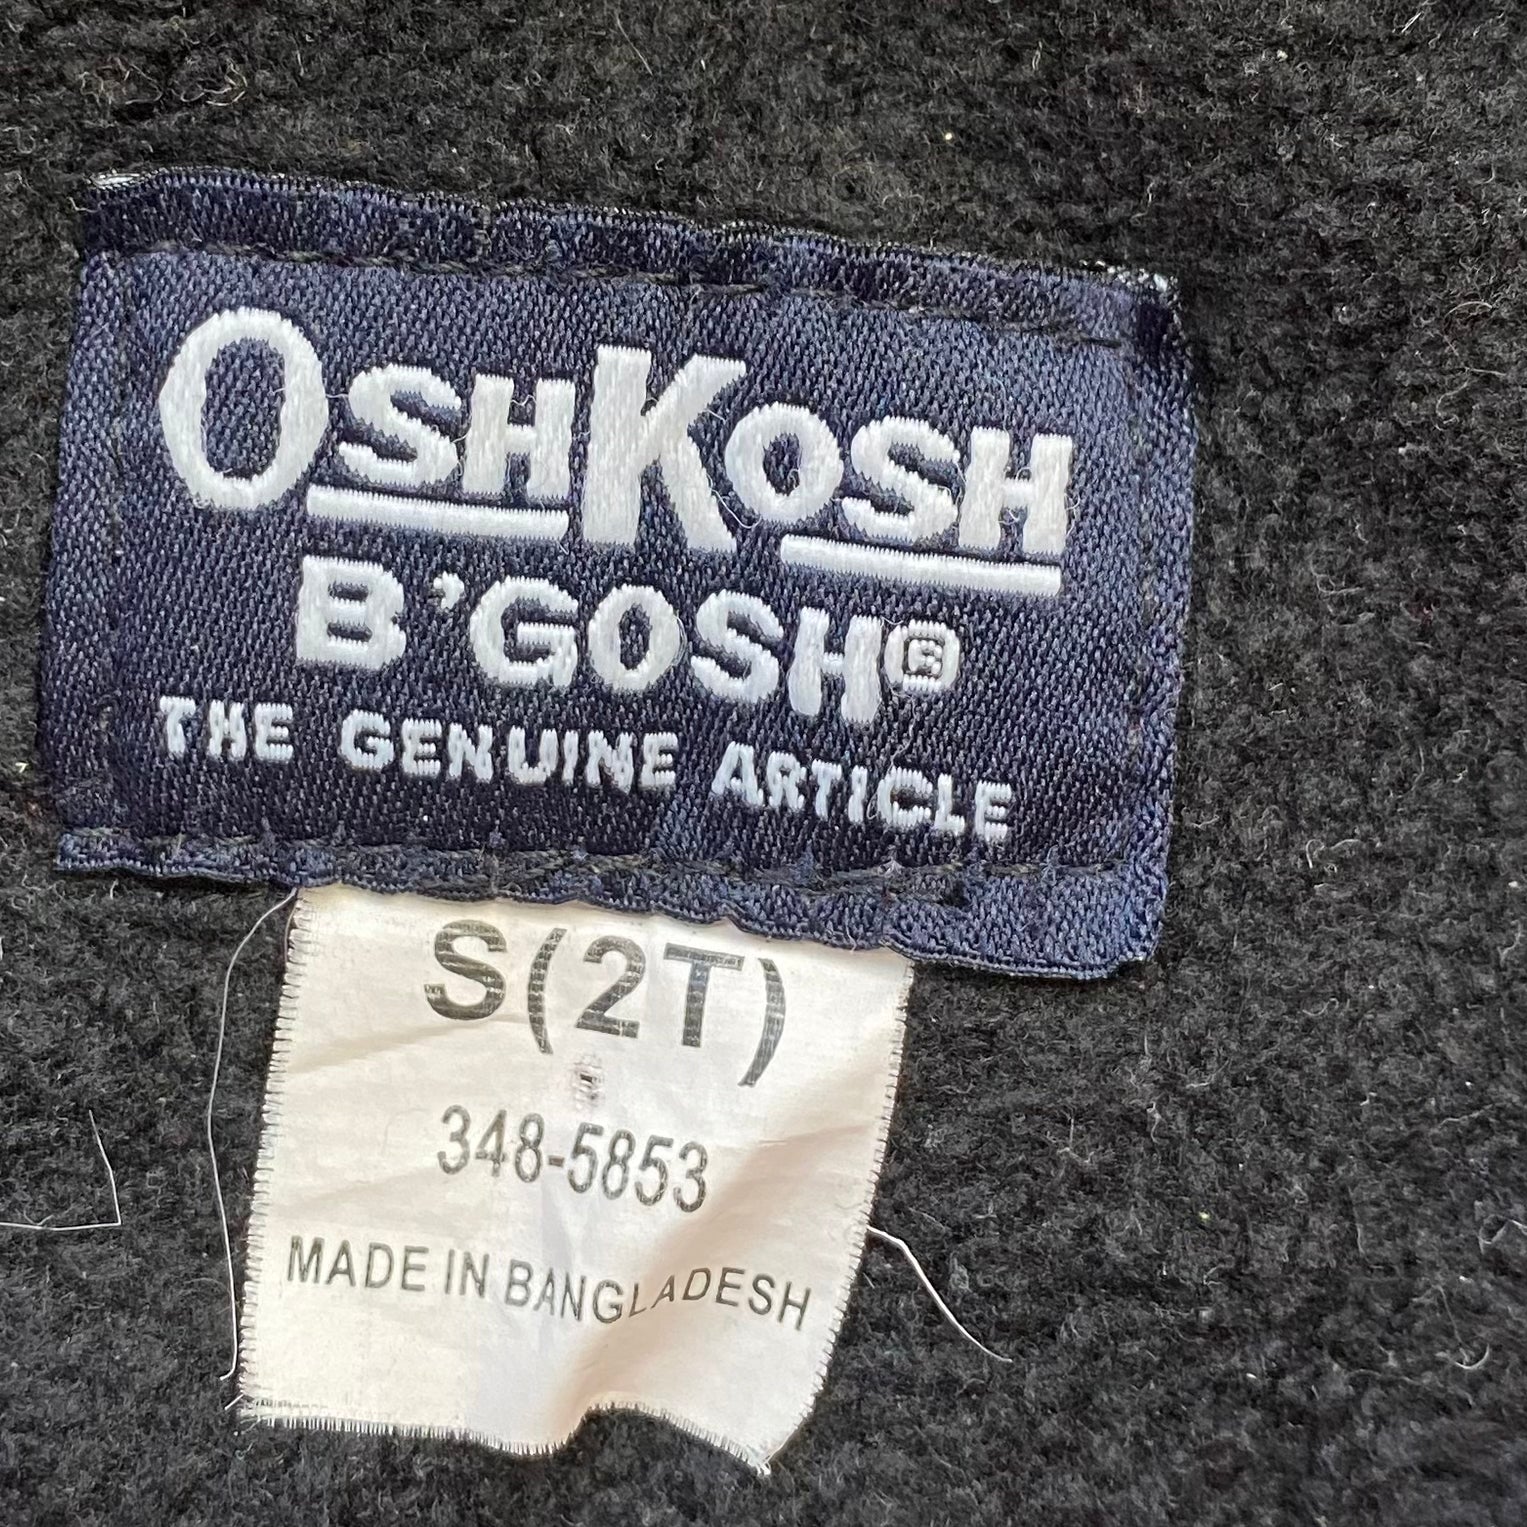 OSHKOSH
B'GOSH®
THE GENUINE ARTICLE
S(2T)
348-5853
MADE IN BANGLADESH